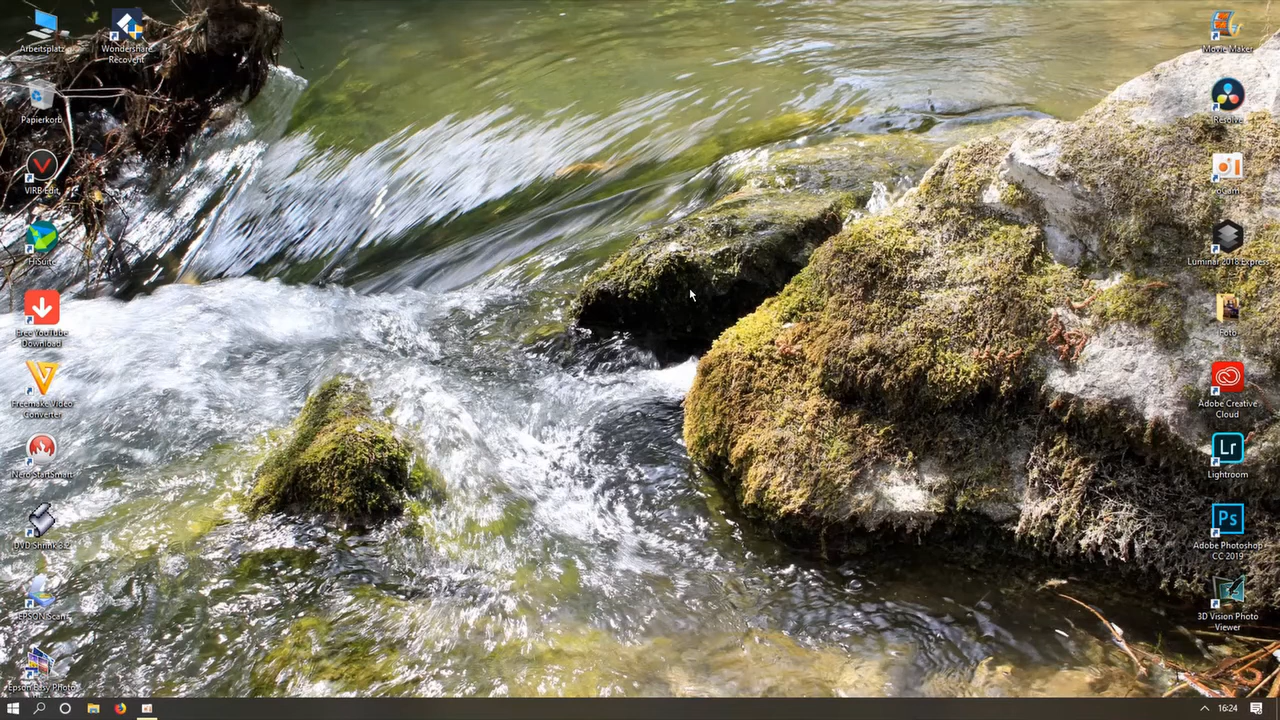 Arbeitsplatz
Wondershare
Recoverit
Papierkorb
VIRB Edit
HiSuite
Free YouTube
Download
Freemake Video
Converter
Nero StartSmart
DVD Shrink 3.2
EPSON Scan
Epson Easy Photo
Movie Maker
Resolve
oCam
Luminar 2018 Express
Foto
Adobe Creative
Cloud
Lr
Lightroom
Ps
Adobe Photoshop
CC 2019
3D Vision Photo
Viewer
16:24